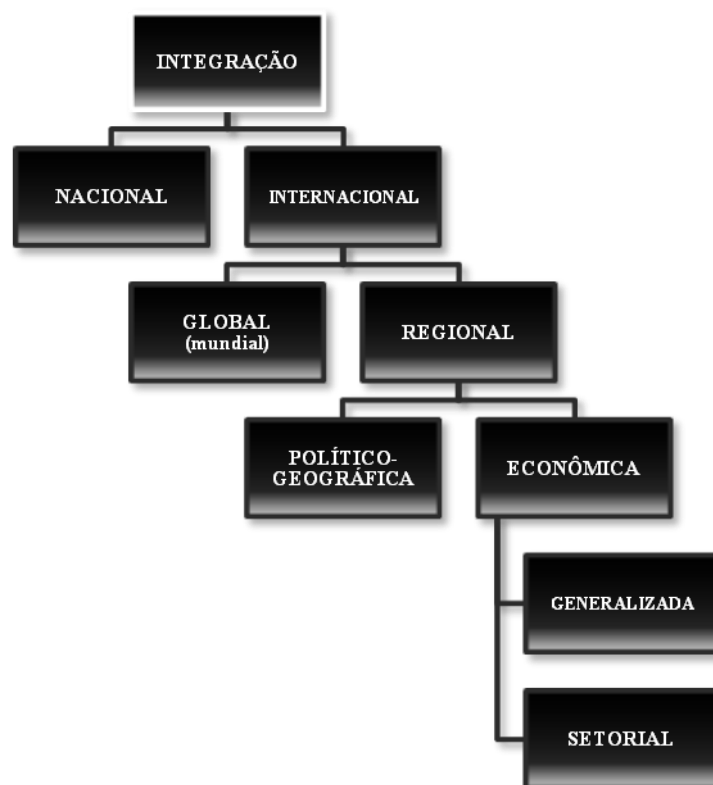 INTEGRAÇÃO
NACIONAL
INTERNACIONAL
GLOBAL
(mundial)
REGIONAL
POLÍTICO-
GEOGRÁFICA
ECONÔMICA
GENERALIZADA
SETORIAL